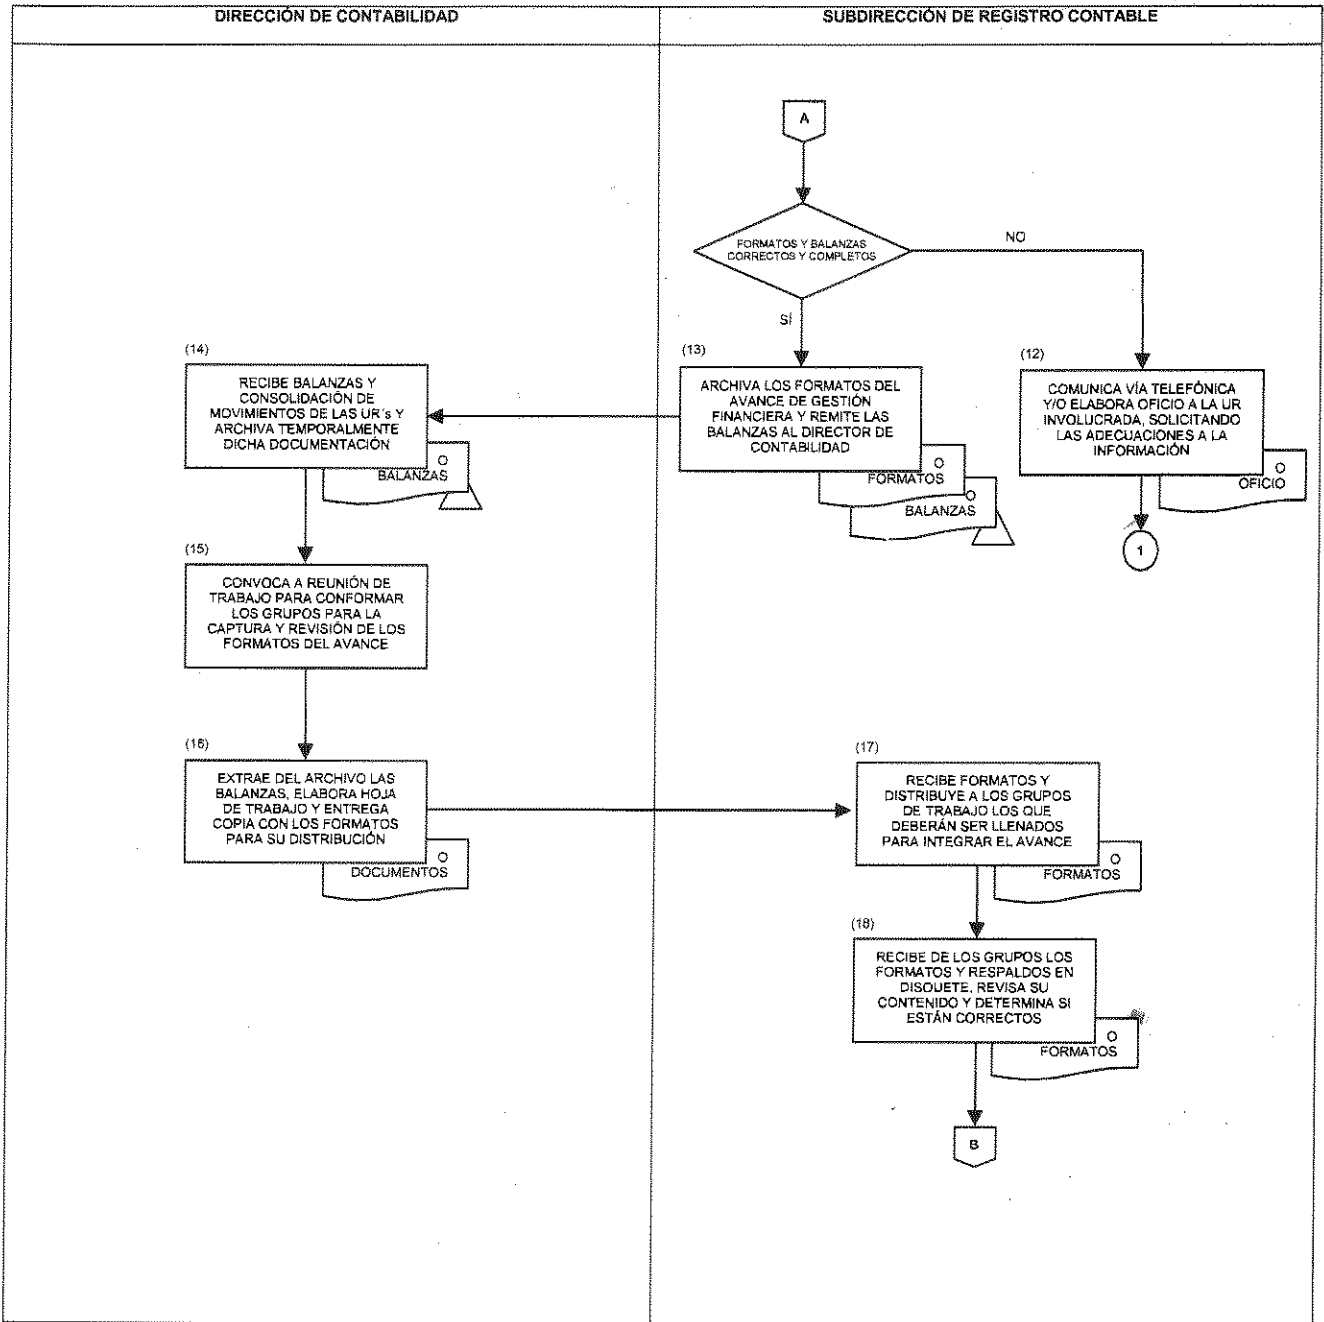 DIRECCIÓN DE CONTABILIDAD
SUBDIRECCIÓN DE REGISTRO CONTABLE
A
FORMATOS Y BALANZAS
CORRECTOS Y COMPLETOS
NO
SÍ
(14)
RECIBE BALANZAS Y
CONSOLIDACIÓN DE
MOVIMIENTOS DE LAS UR´s Y
ARCHIVA TEMPORALMENTE
DICHA DOCUMENTACIÓN
O
BALANZAS
(13)
ARCHIVA LOS FORMATOS DEL
AVANCE DE GESTIÓN
FINANCIERA Y REMITE LAS
BALANZAS AL DIRECTOR DE
CONTABILIDAD
O
FORMATOS
O
BALANZAS
(12)
COMUNICA VÍA TELEFÓNICA
Y/O ELABORA OFICIO A LA UR
INVOLUCRADA, SOLICITANDO
LAS ADECUACIONES A LA
INFORMACIÓN
O
OFICIO
1
(15)
CONVOCA A REUNIÓN DE
TRABAJO PARA CONFORMAR
LOS GRUPOS PARA LA
CAPTURA Y REVISIÓN DE LOS
FORMATOS DEL AVANCE
(16)
EXTRAE DEL ARCHIVO LAS
BALANZAS, ELABORA HOJA
DE TRABAJO Y ENTREGA
COPIA CON LOS FORMATOS
PARA SU DISTRIBUCIÓN
O
DOCUMENTOS
(17)
RECIBE FORMATOS Y
DISTRIBUYE A LOS GRUPOS
DE TRABAJO LOS QUE
DEBERÁN SER LLENADOS
PARA INTEGRAR EL AVANCE
O
FORMATOS
(18)
RECIBE DE LOS GRUPOS LOS
FORMATOS Y RESPALDOS EN
DISQUETE, REVISA SU
CONTENIDO Y DETERMINA SI
ESTÁN CORRECTOS
O
FORMATOS
B